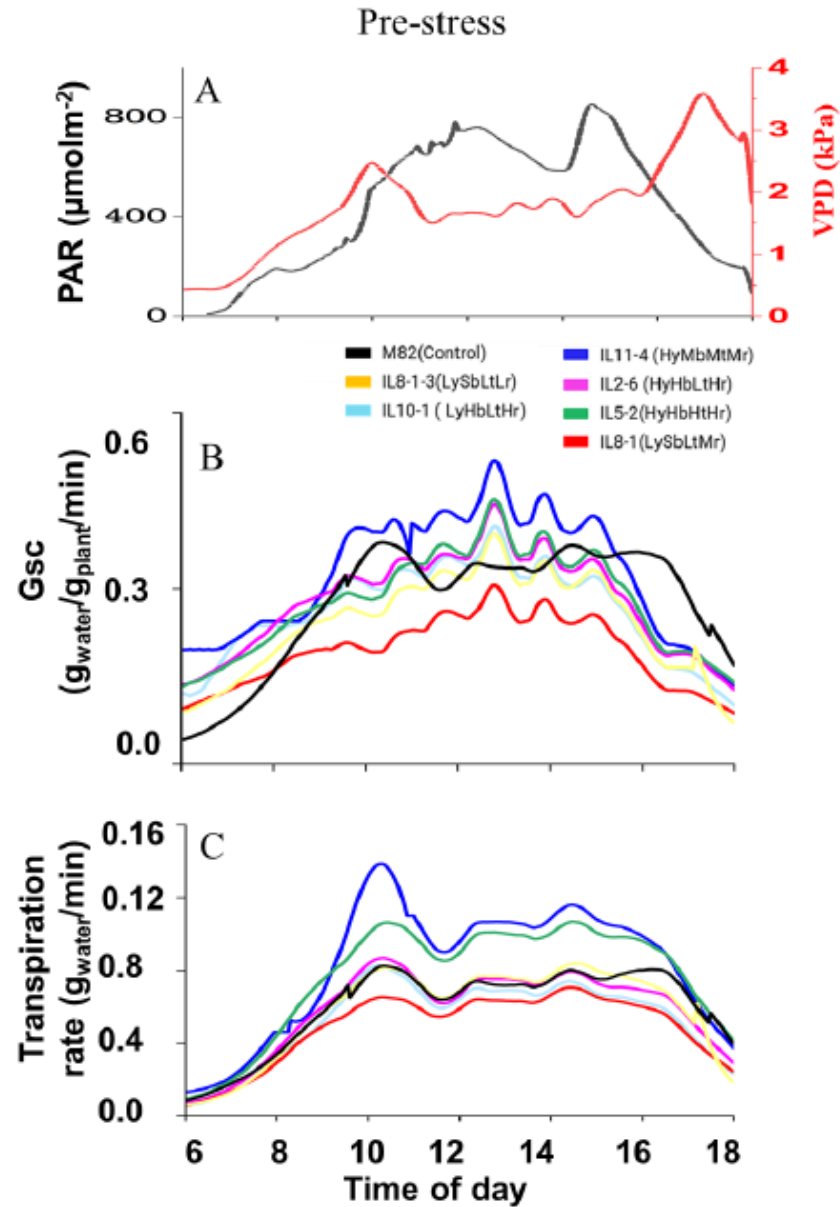 Pre-stress
A
PAR (µmolm⁻²)
800
400
0
4
3
2
1
0
VPD (kPa)
M82(Control)
IL8-1-3(LySbLtLr)
IL10-1 ( LyHbLtHr)
IL11-4 (HyMbMtMr)
IL2-6 (HyHbLtHr)
IL5-2(HyHbHtHr)
IL8-1(LySbLtMr)
B
Gsc
(g_water/g_plant/min)
0.6
0.3
0.0
C
Transpiration
rate (g_water/min)
0.16
0.12
0.8
0.4
0.0
6 8 10 12 14 16 18
Time of day